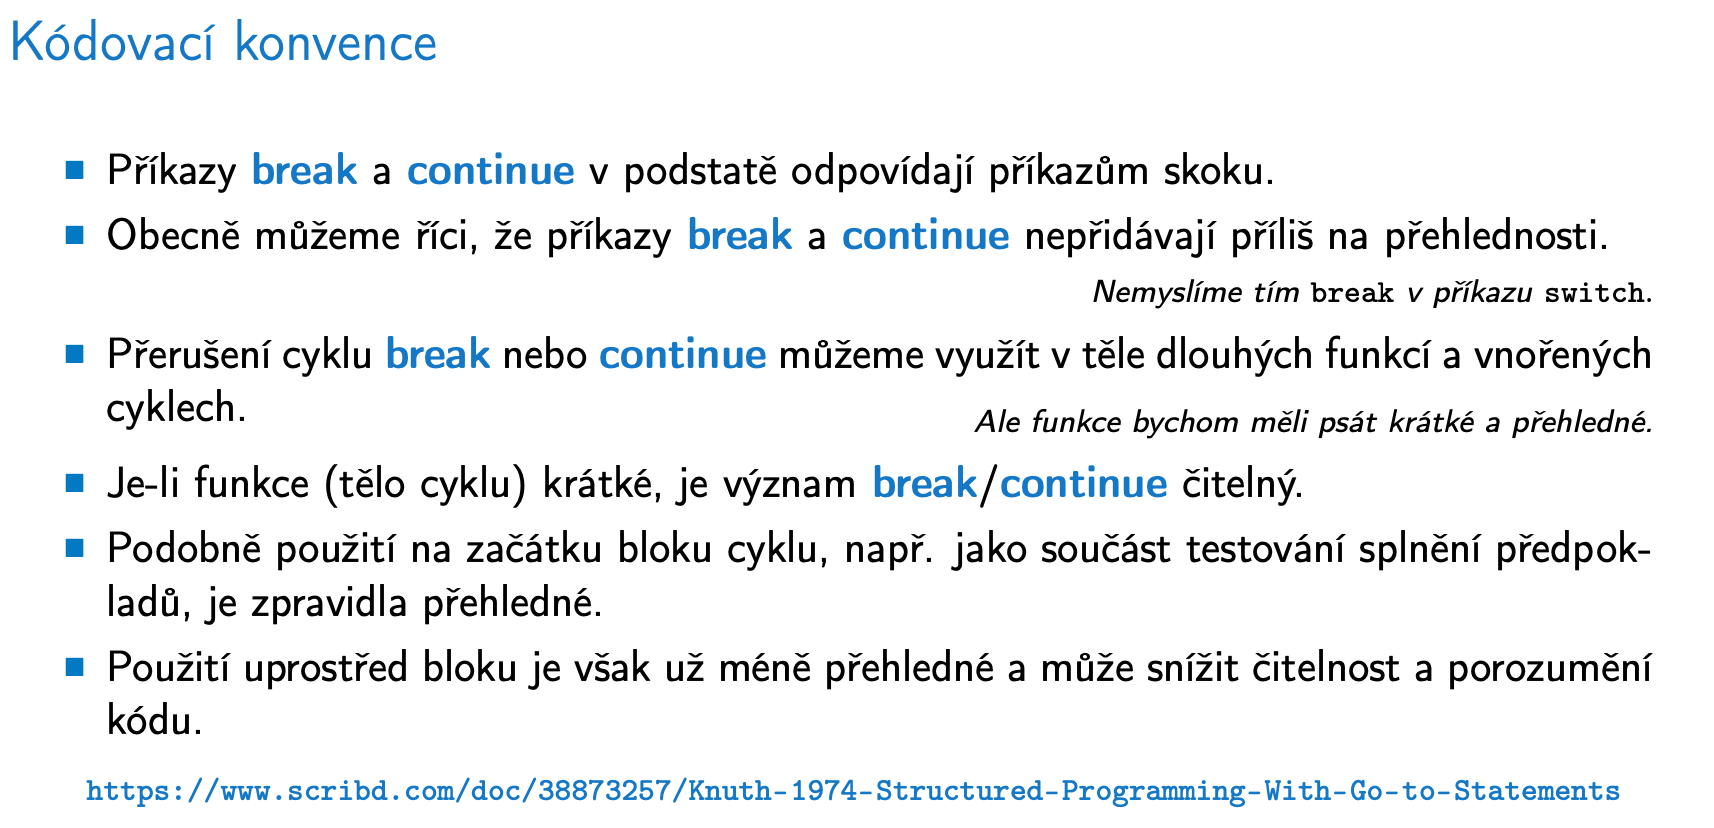 Kódovací konvence
Příkazy break a continue v podstatě odpovídají příkazům skoku.
Obecně můžeme říci, že příkazy break a continue nepřidávají příliš na přehlednosti.
Nemyslíme tím break v příkazu switch.
Přerušení cyklu break nebo continue můžeme využít v těle dlouhých funkcí a vnořených
cyklech.
Ale funkce bychom měli psát krátké a přehledné.
Je-li funkce (tělo cyklu) krátké, je význam break/continue čitelný.
Podobně použití na začátku bloku cyklu, např. jako součást testování splnění předpok-
ladů, je zpravidla přehledné.
Použití uprostřed bloku je však už méně přehledné a může snížit čitelnost a porozumění
kódu.
https://www.scribd.com/doc/38873257/Knuth-1974-Structured-Programming-With-Go-to-Statements